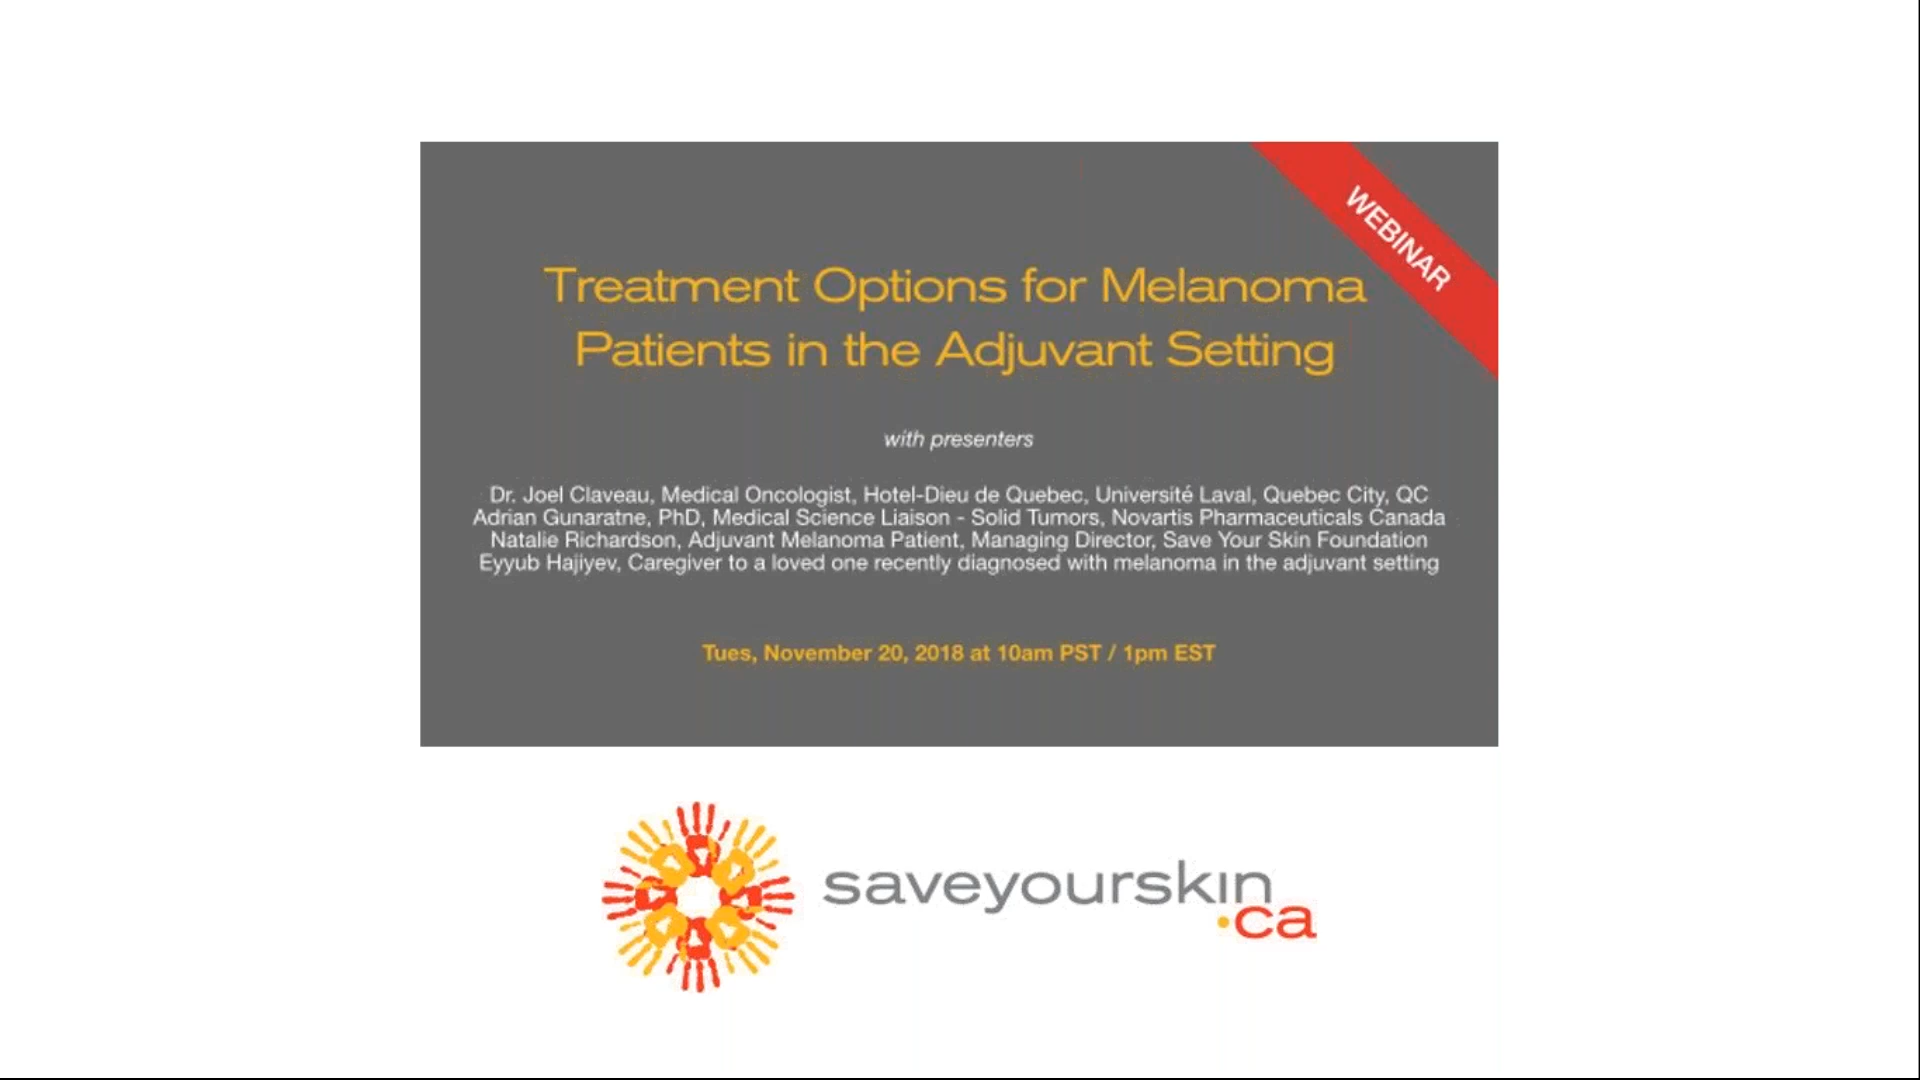 WEBINAR
Treatment Options for Melanoma
Patients in the Adjuvant Setting
with presenters
Dr. Joel Claveau, Medical Oncologist, Hotel-Dieu de Quebec, Université Laval, Quebec City, QC
Adrian Gunaratne, PhD, Medical Science Liaison - Solid Tumors, Novartis Pharmaceuticals Canada
Natalie Richardson, Adjuvant Melanoma Patient, Managing Director, Save Your Skin Foundation
Eyyub Hajiyev, Caregiver to a loved one recently diagnosed with melanoma in the adjuvant setting
Tues, November 20, 2018 at 10am PST / 1pm EST
saveyourskin
.ca